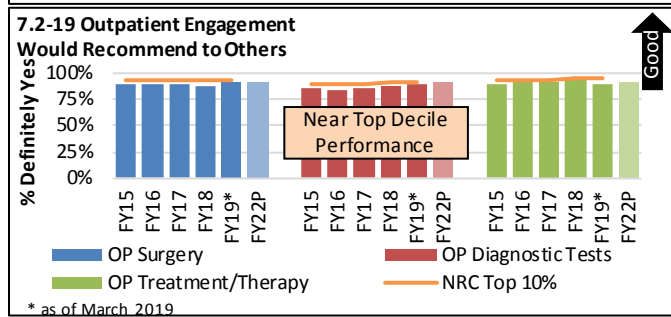 7.2-19 Outpatient Engagement
Would Recommend to Others
Good
% Definitely Yes
100%
75%
50%
25%
0%
Near Top Decile
Performance
FY15
FY16
FY17
FY18
FY19*
FY22P
FY15
FY16
FY17
FY18
FY19*
FY22P
FY15
FY16
FY17
FY18
FY19*
FY22P
OP Surgery
OP Diagnostic Tests
OP Treatment/Therapy
NRC Top 10%
* as of March 2019